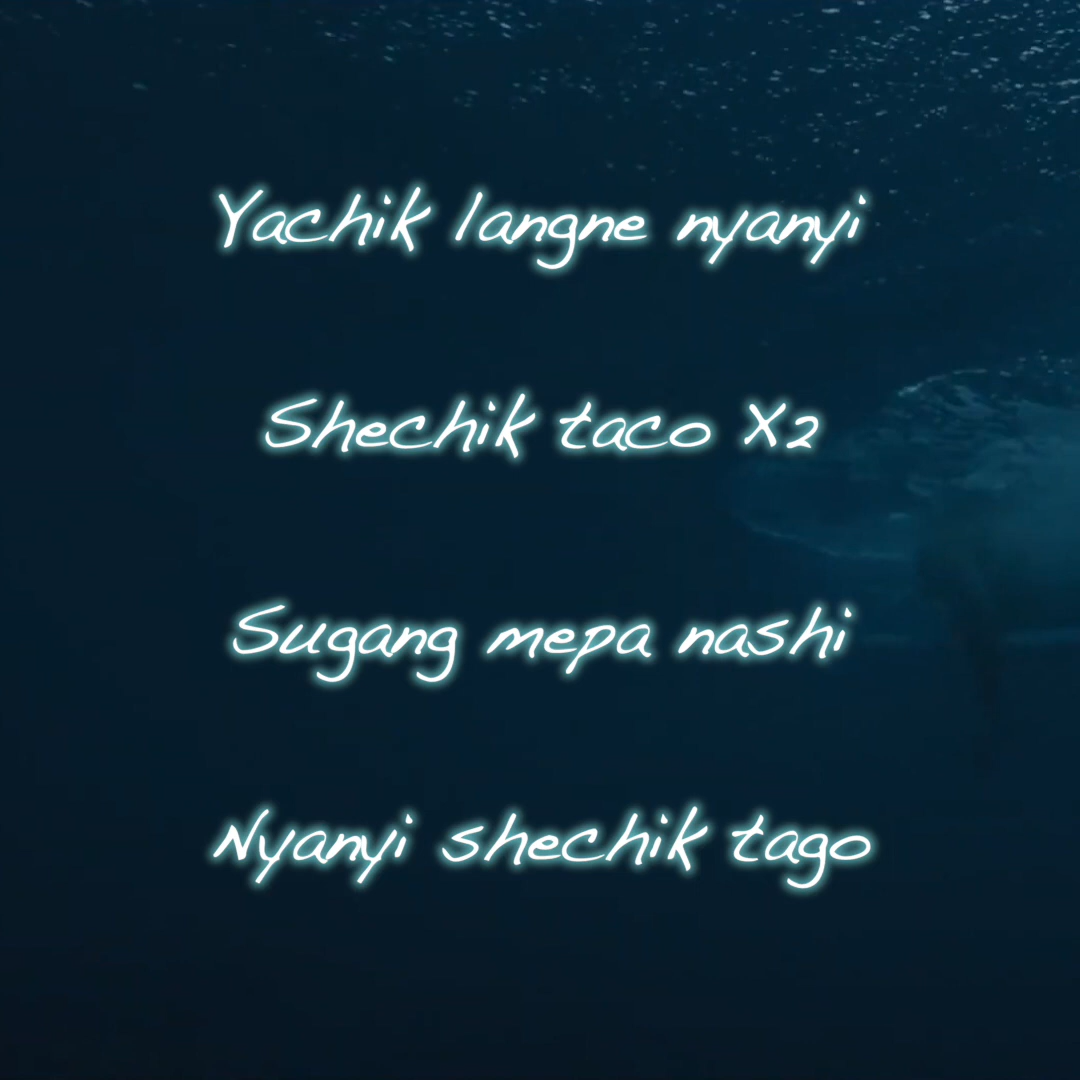 Yachik langne nyanyi
Shechik taco X2
Sugang mepa nashi
Nyanyi shechik tago